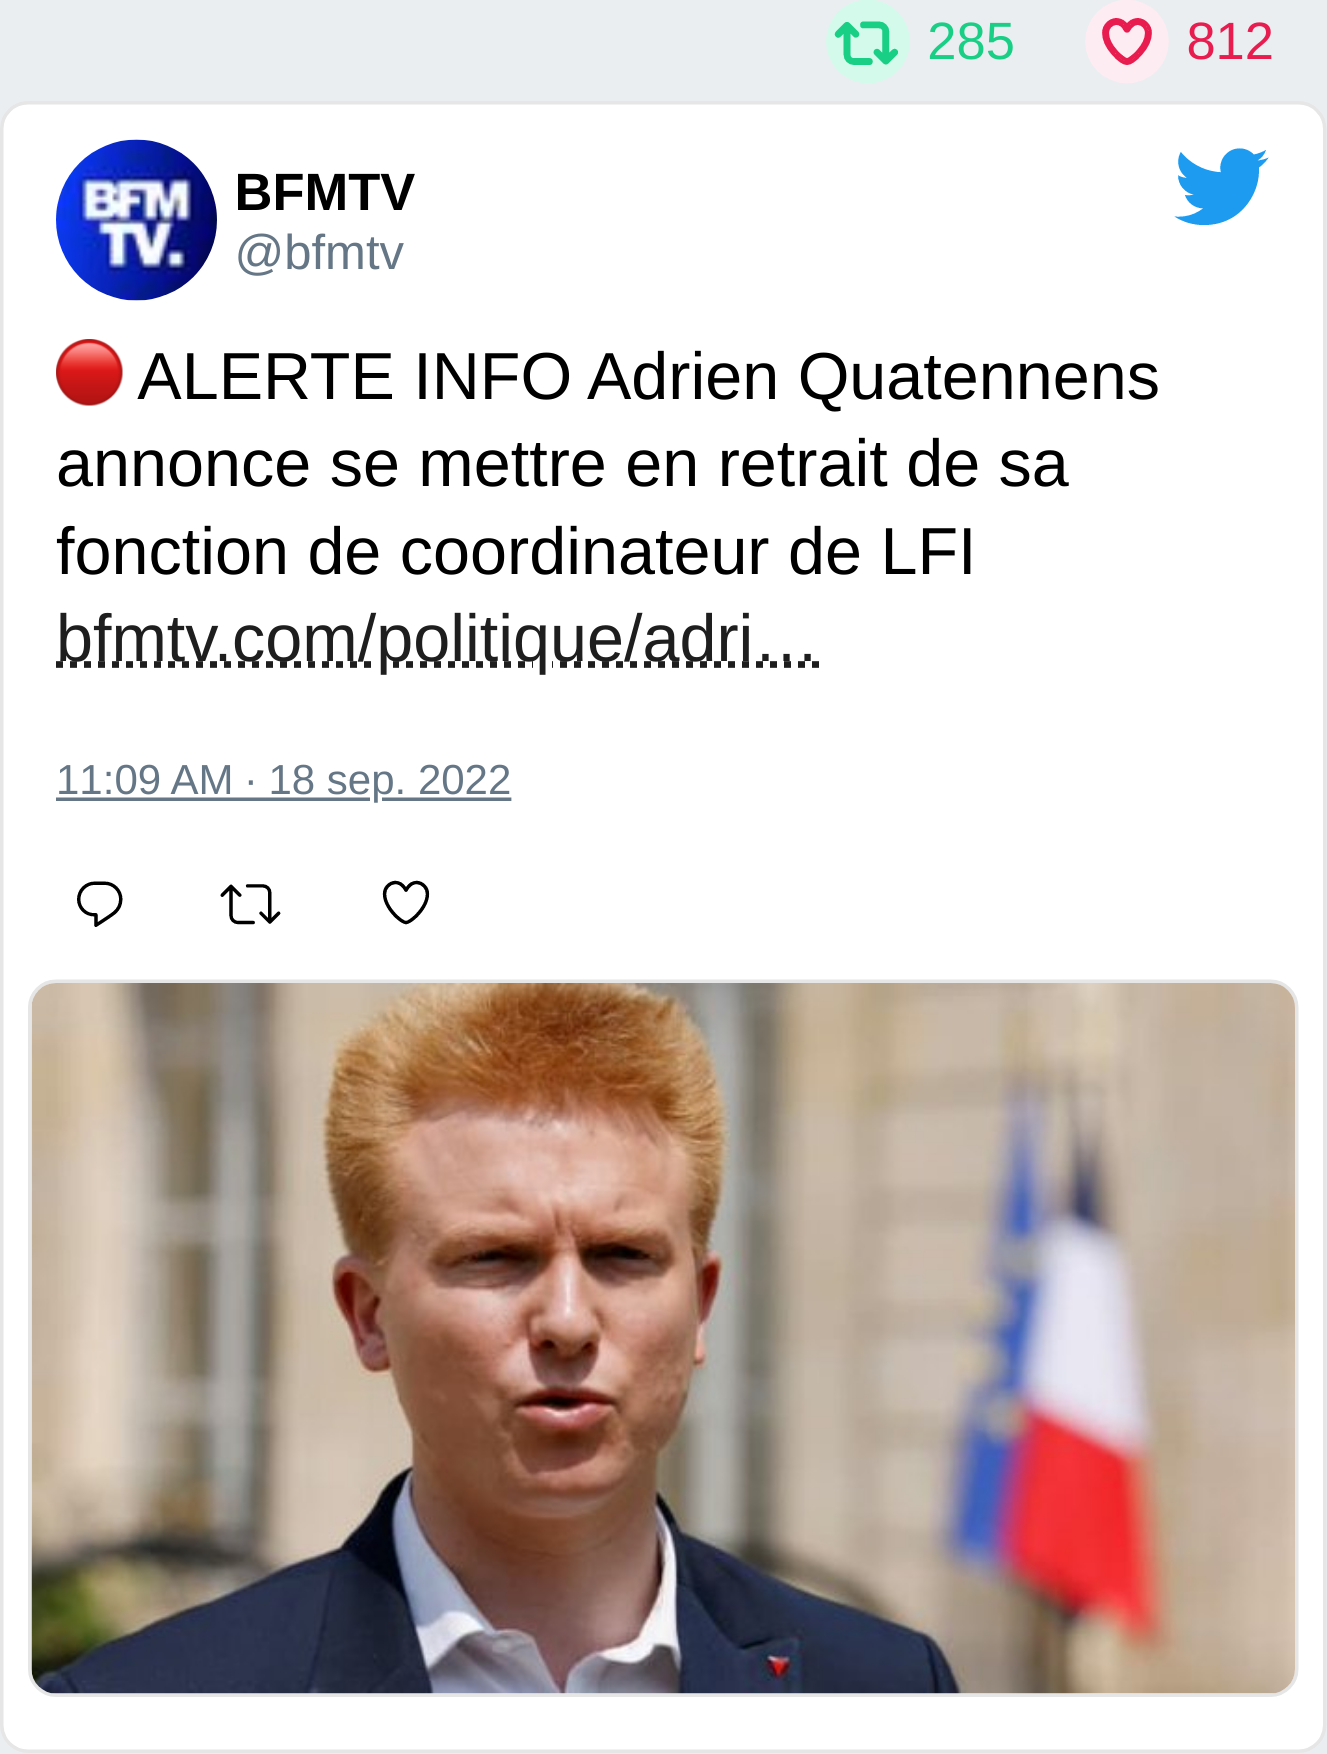 285 812
BFM
TV.
BFMTV
@bfmtv
🔴 ALERTE INFO Adrien Quatennens
annonce se mettre en retrait de sa
fonction de coordinateur de LFI
bfmtv.com/politique/adri…
11:09 AM · 18 sep. 2022